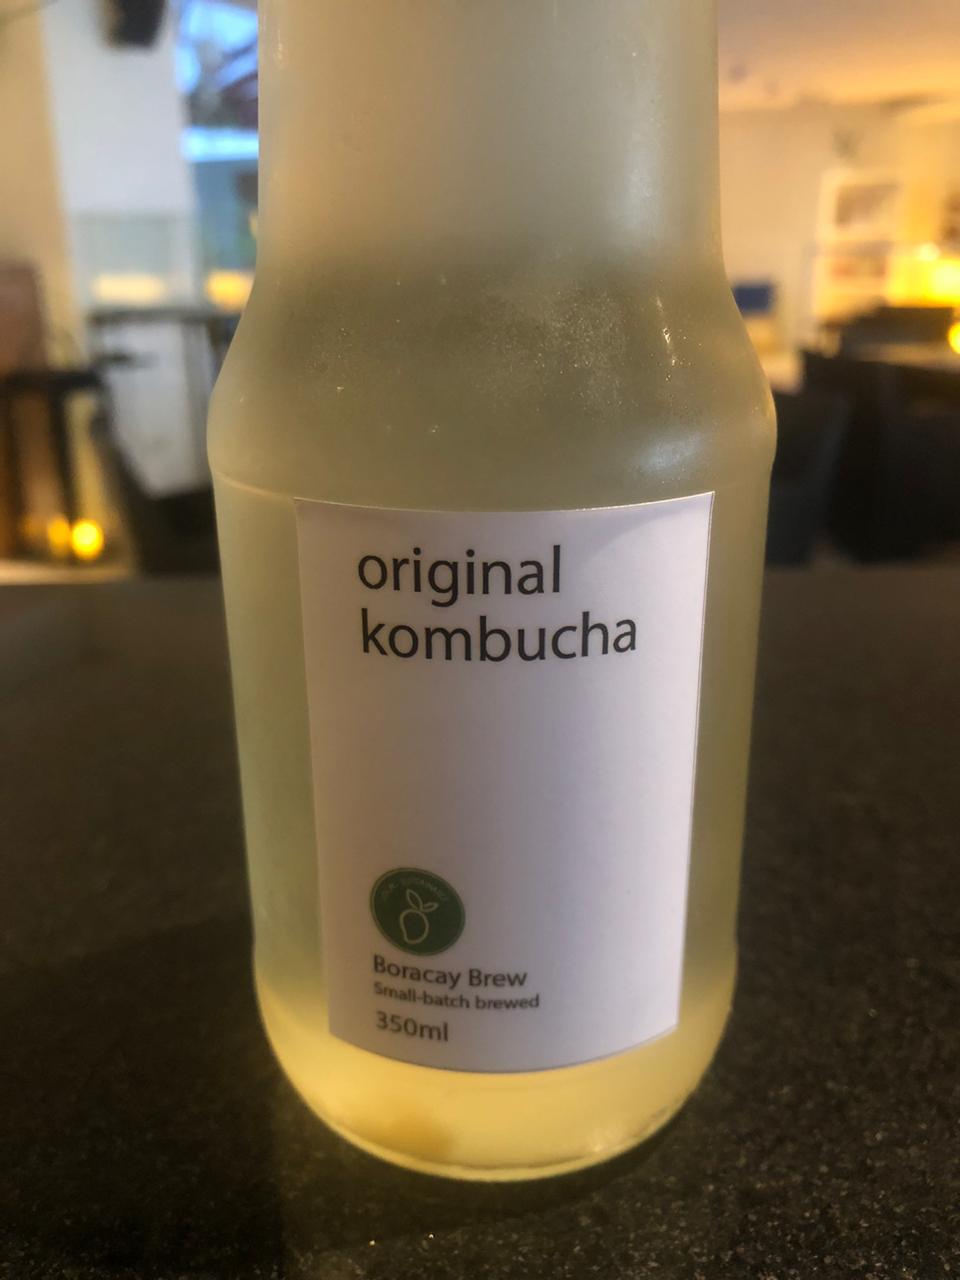 original
kombucha
Boracay Brew
Small-batch brewed
350ml